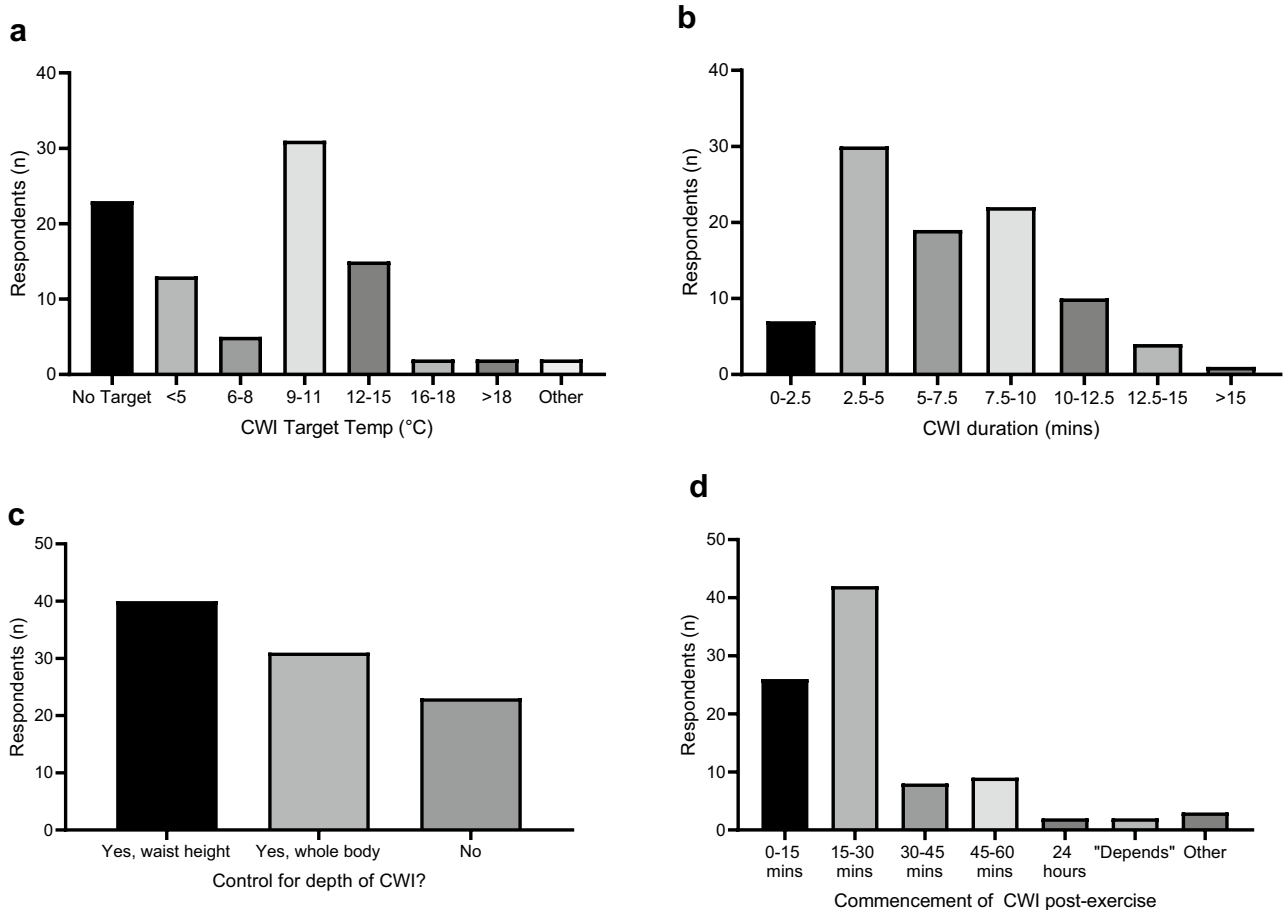 a
40
30
20
10
0
Respondents (n)
No Target <5 6-8 9-11 12-15 16-18 >18 Other
CWI Target Temp (°C)
b
40
30
20
10
0
Respondents (n)
0-2.5 2.5-5 5-7.5 7.5-10 10-12.5 12.5-15 >15
CWI duration (mins)
c
50
40
30
20
10
0
Respondents (n)
Yes, waist height Yes, whole body No
Control for depth of CWI?
d
50
40
30
20
10
0
Respondents (n)
0-15 15-30 30-45 45-60 24 "Depends" Other
mins mins mins mins hours
Commencement of CWI post-exercise